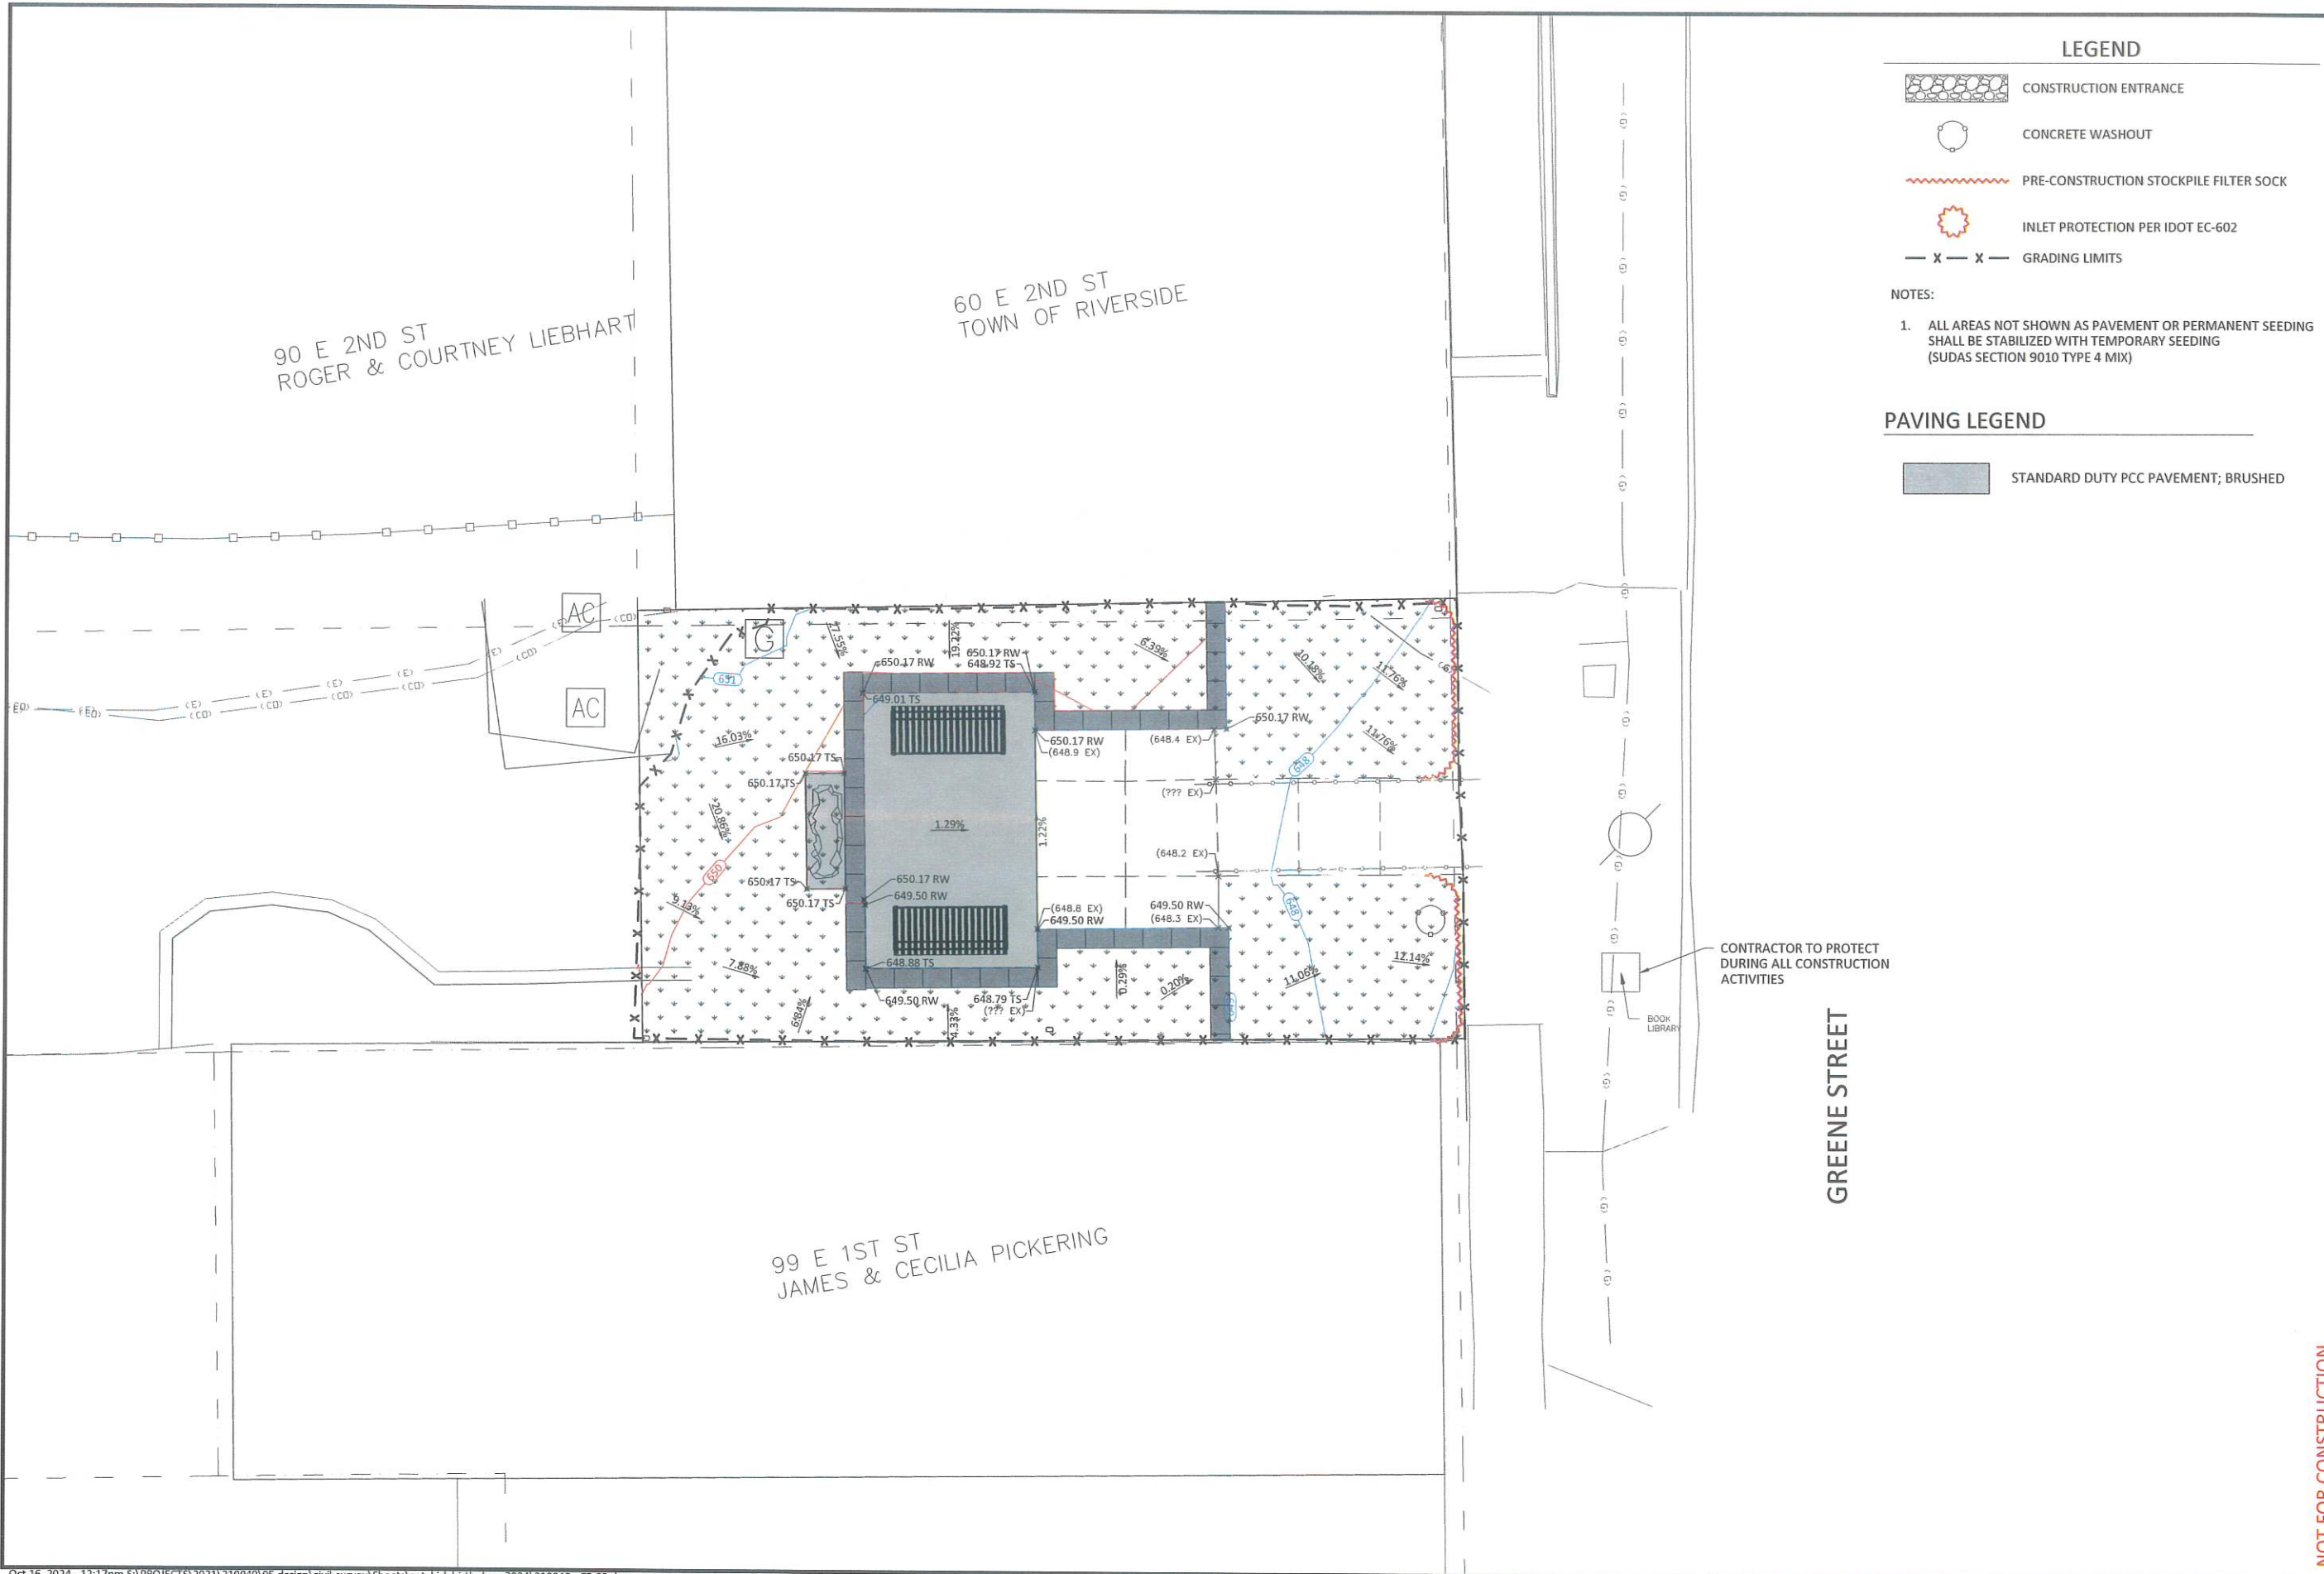 LEGEND
CONSTRUCTION ENTRANCE
CONCRETE WASHOUT
PRE-CONSTRUCTION STOCKPILE FILTER SOCK
INLET PROTECTION PER IDOT EC-602
X X GRADING LIMITS
NOTES:
1. ALL AREAS NOT SHOWN AS PAVEMENT OR PERMANENT SEEDING
SHALL BE STABILIZED WITH TEMPORARY SEEDING
(SUDAS SECTION 9010 TYPE 4 MIX)
PAVING LEGEND
STANDARD DUTY PCC PAVEMENT; BRUSHED
90 E 2ND ST
ROGER & COURTNEY LIEBHART
60 E 2ND ST
TOWN OF RIVERSIDE
AC
AC
G
(E)
(CO)
(E)
(CO)
(E)
(CO)
(E)
(CO)
(E)
(CO)
(G)
(G)
(G)
651
19.22%
6.39%
10.18%
11.76%
11.76%
650.17 RW
650.17 RW
648.92 TS
649.01 TS
650.17 RW
650.17 RW
(648.9 EX)
(648.4 EX)
16.03%
650.17 TS
650.17 TS
648
(??? EX)
20.86%
1.29%
1.22%
(648.2 EX)
650
650.17 TS
650.17 TS
650.17 RW
649.50 RW
9.13%
(648.8 EX)
649.50 RW
649.50 RW
(648.3 EX)
648
7.88%
648.88 TS
649.50 RW
648.79 TS
(??? EX)
0.29%
0.20%
11.06%
12.14%
649
6.84%
4.33%
CONTRACTOR TO PROTECT
DURING ALL CONSTRUCTION
ACTIVITIES
BOOK
LIBRARY
GREENE STREET
99 E 1ST ST
JAMES & CECILIA PICKERING
NOT FOR CONSTRUCTION